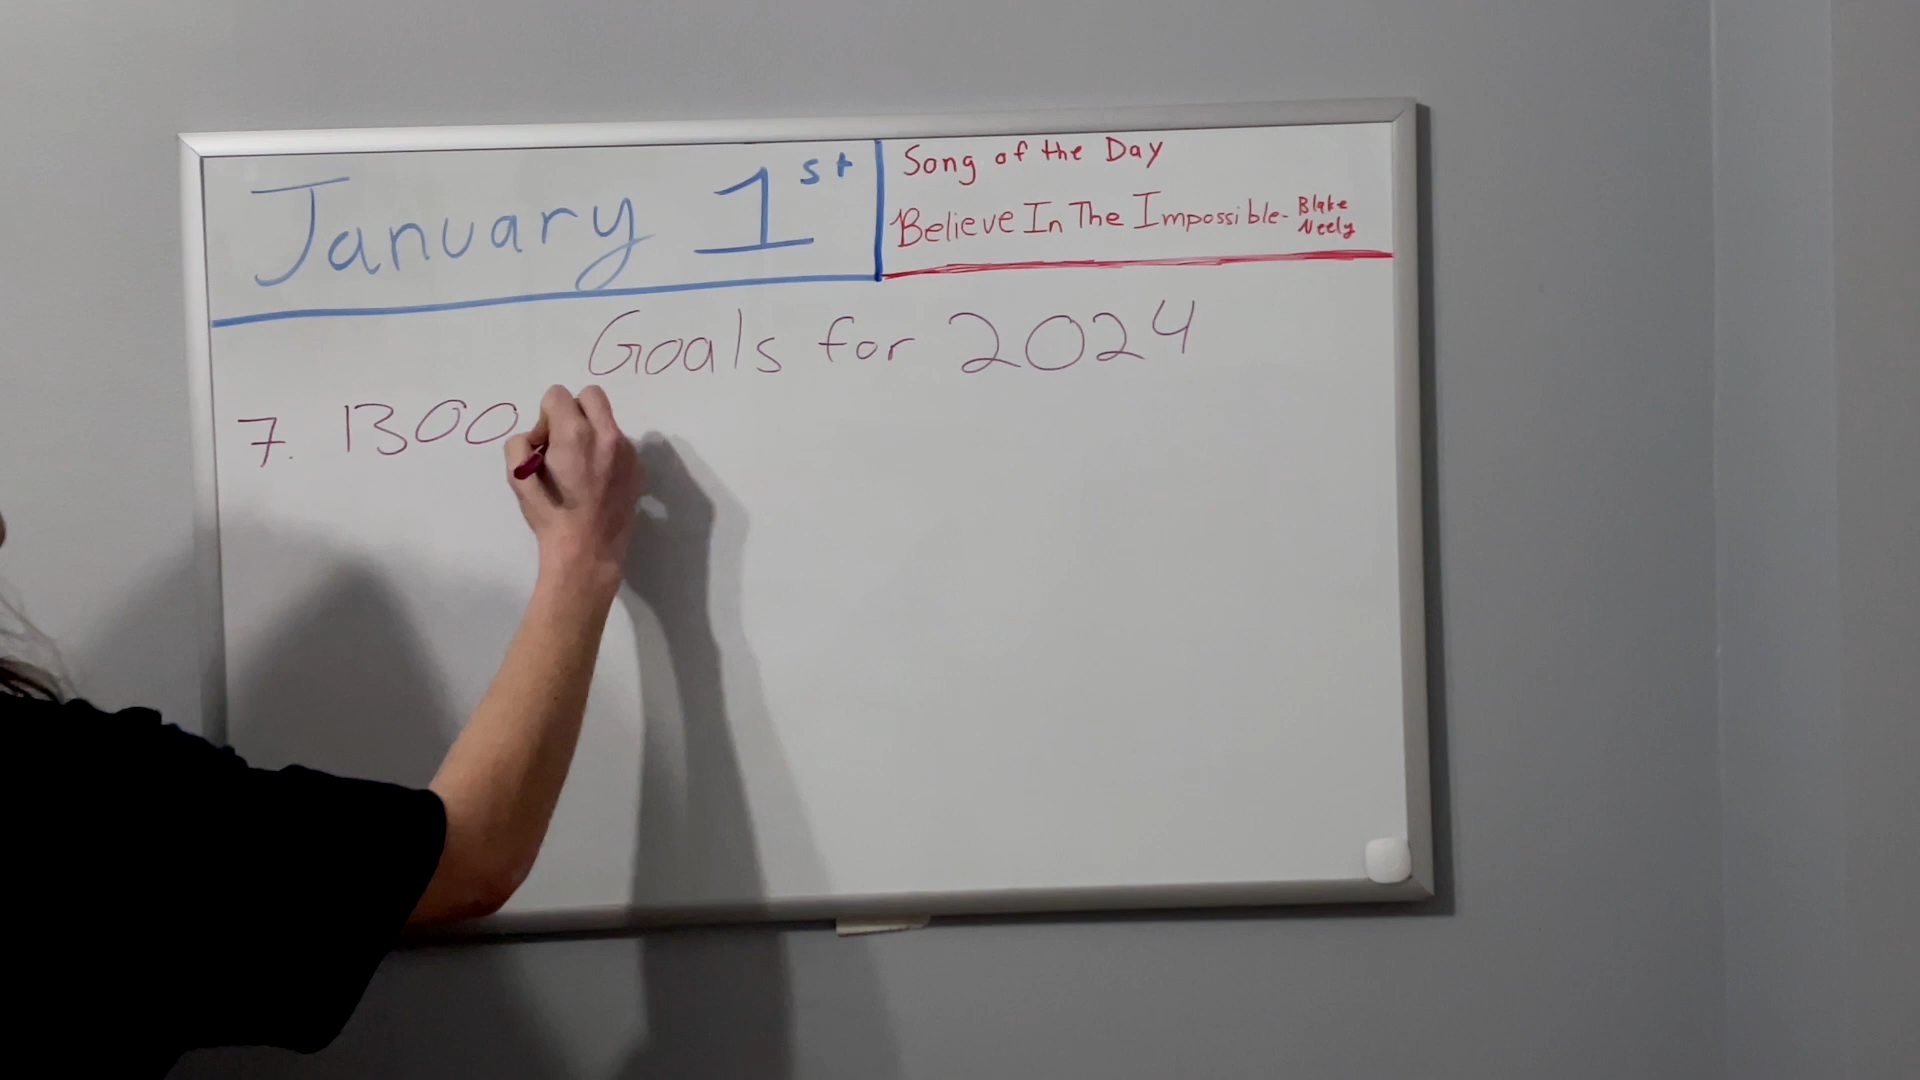 January 1st
Song of the Day
Believe In The Impossible - Blake Neely
Goals for 2024
7. 1300